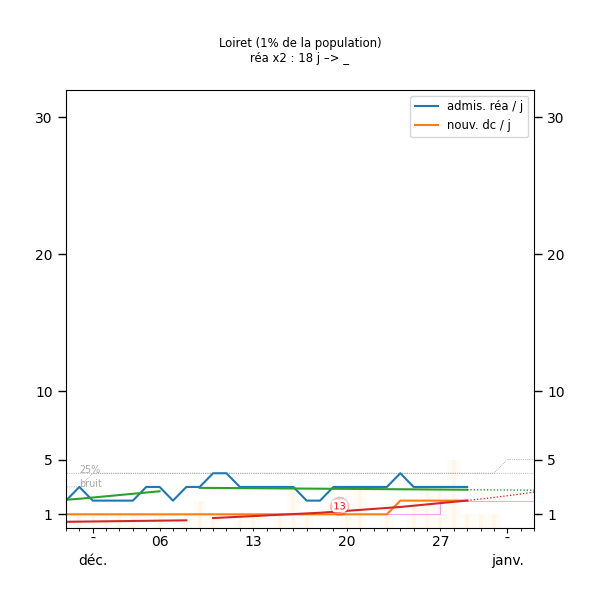 Loiret (1% de la population)
réa x2 : 18 j –> _
admis. réa / j
nouv. dc / j
30
30
20
20
10
10
5
5
25%
bruit
13
1
1
-
06
13
20
27
-
déc.
janv.